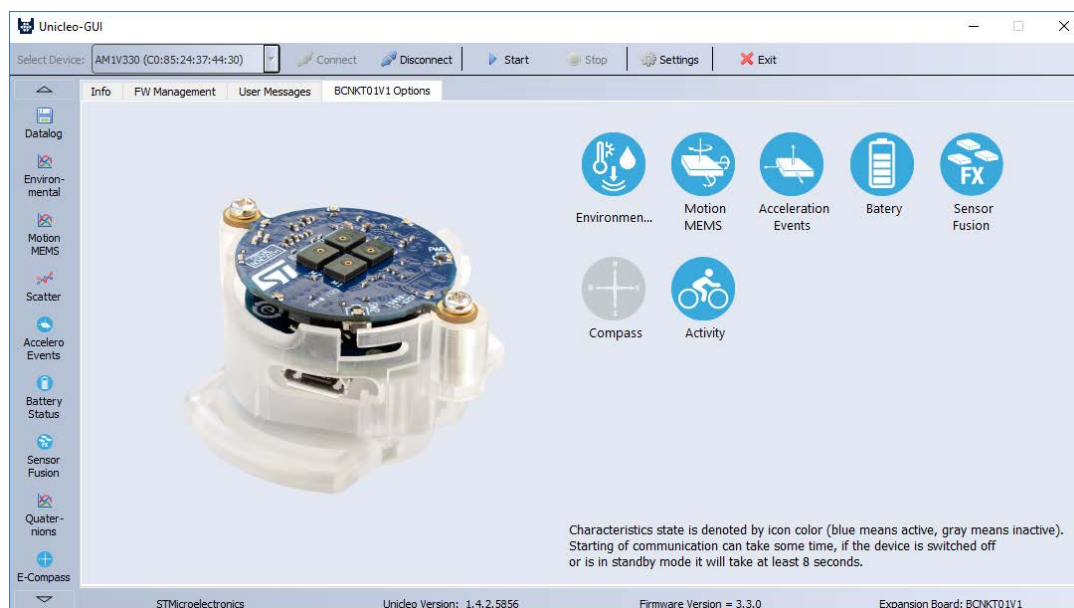 Unicleo-GUI
Select Device: AM1V330 (C0:85:24:37:44:30) Connect Disconnect Start Stop Settings Exit
Info FW Management User Messages BCNKT01V1 Options
Datalog
Environ-
mental
Motion
MEMS
Scatter
Accelero
Events
Battery
Status
Sensor
Fusion
Quater-
nions
E-Compass
FX
Environmen...
Motion
MEMS
Acceleration
Events
Batery
Sensor
Fusion
Compass
Activity
Characteristics state is denoted by icon color (blue means active, gray means inactive).
Starting of communication can take some time, if the device is switched off
or is in standby mode it will take at least 8 seconds.
STMicroelectronics Unicleo Version: 1.4.2.5856 Firmware Version = 3.3.0 Expansion Board: BCNKT01V1